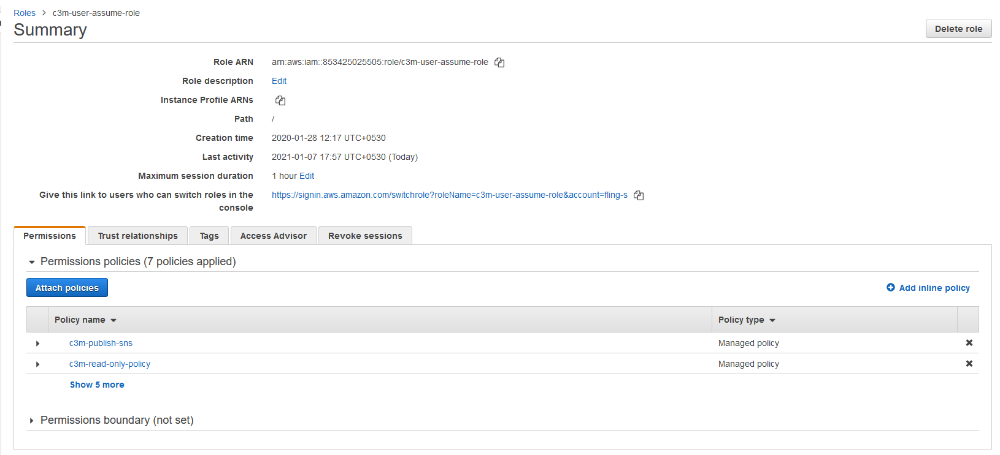 Roles > c3m-user-assume-role
Summary
Delete role
Role ARN arn:aws:iam::853425025505:role/c3m-user-assume-role
Role description Edit
Instance Profile ARNs
Path /
Creation time 2020-01-28 12:17 UTC+0530
Last activity 2021-01-07 17:57 UTC+0530 (Today)
Maximum session duration 1 hour Edit
Give this link to users who can switch roles in the
console
https://signin.aws.amazon.com/switchrole?roleName=c3m-user-assume-role&account=fling-s
Permissions Trust relationships Tags Access Advisor Revoke sessions
Permissions policies (7 policies applied)
Attach policies Add inline policy
Policy name Policy type
c3m-publish-sns Managed policy
c3m-read-only-policy Managed policy
Show 5 more
Permissions boundary (not set)